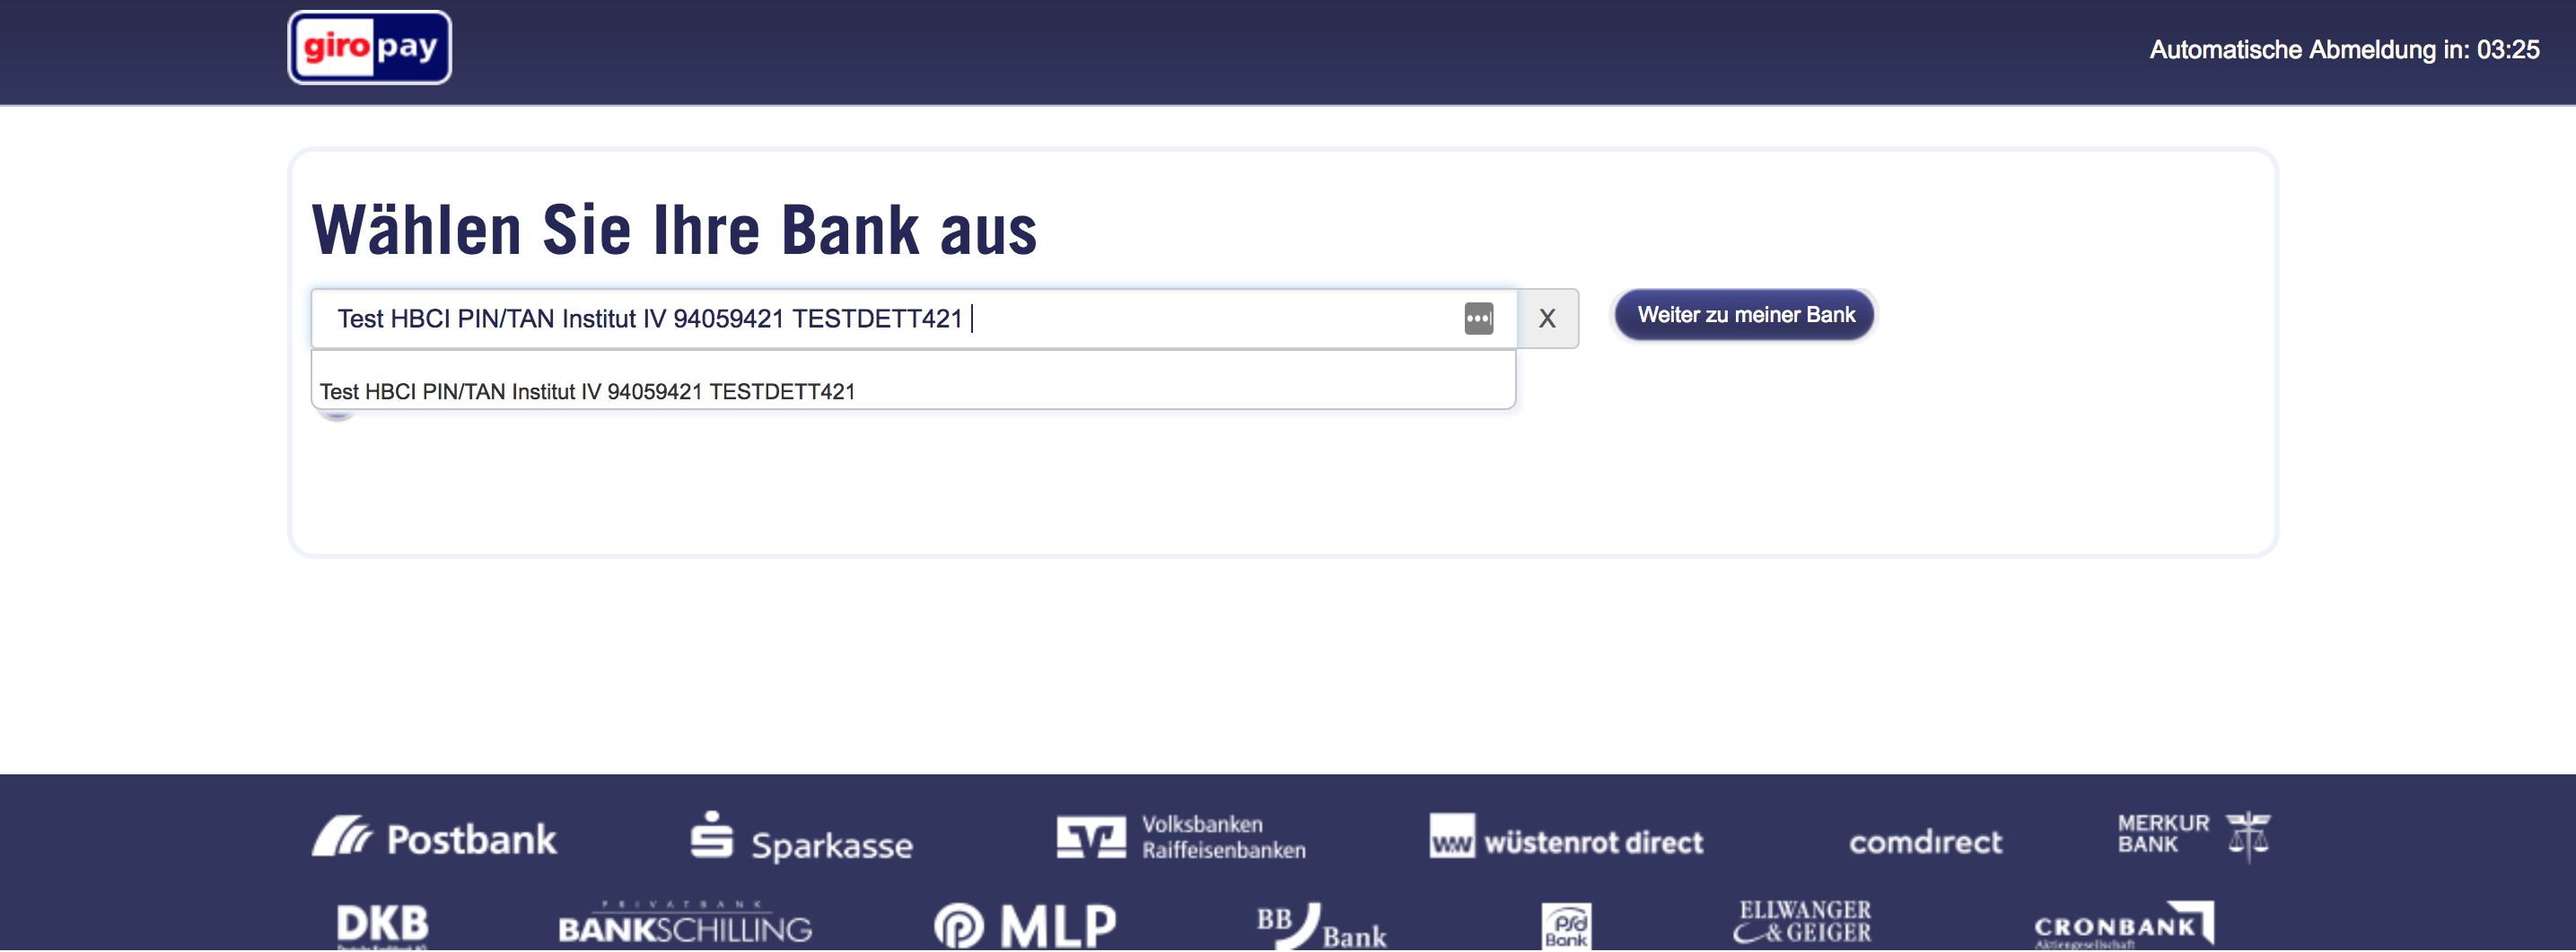 giropay
Automatische Abmeldung in: 03:25
Wählen Sie Ihre Bank aus
Test HBCI PIN/TAN Institut IV 94059421 TESTDETT421
X
Weiter zu meiner Bank
Test HBCI PIN/TAN Institut IV 94059421 TESTDETT421
Postbank
Sparkasse
Volksbanken
Raiffeisenbanken
ww wüstenrot direct
comdirect
MERKUR
BANK
DKB
PRIVATBANK
BANKSCHILLING
MLP
BB Bank
psd
Bank
ELLWANGER
& GEIGER
CRONBANK
Aktiengesellschaft